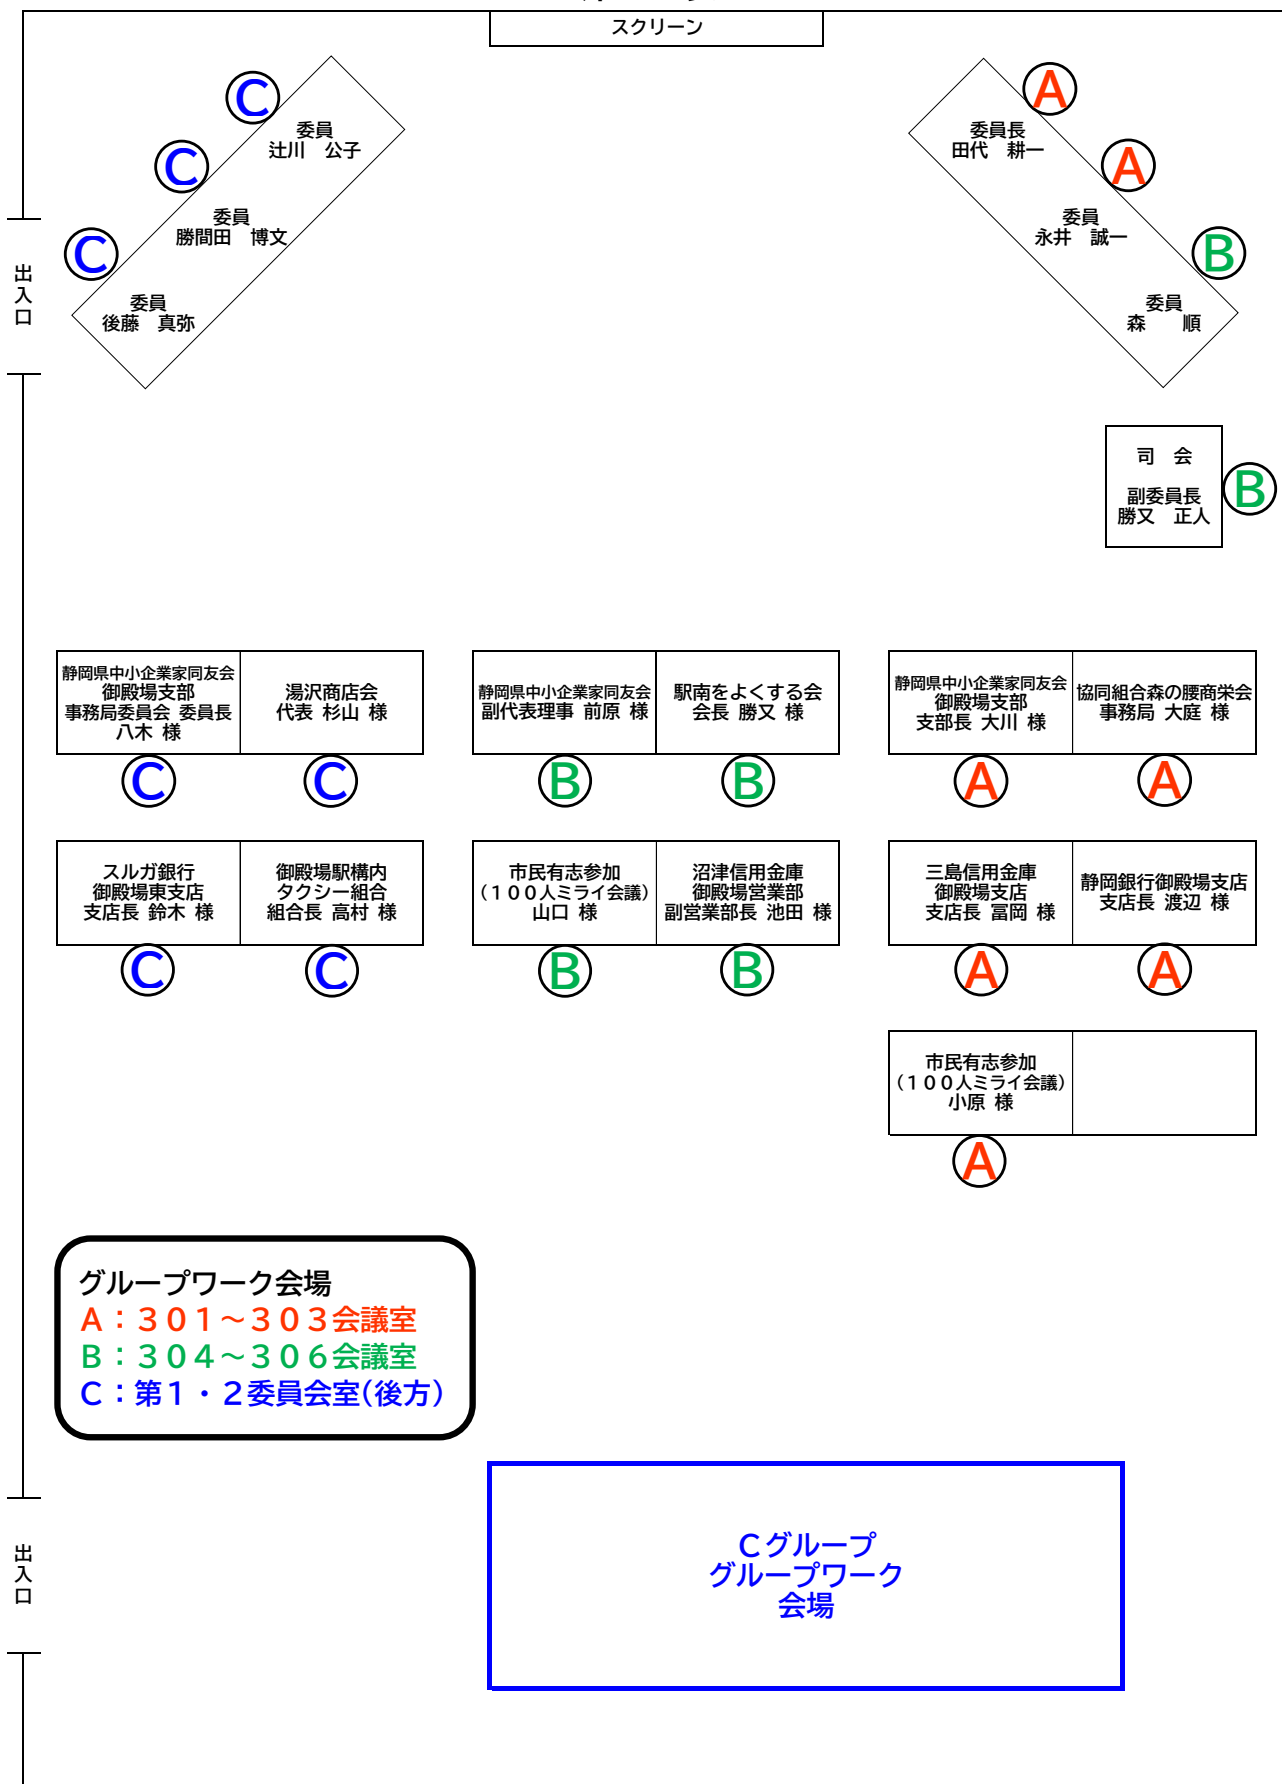 スクリーン
C
委員
辻川　公子
C
委員
勝間田　博文
C
委員
後藤　真弥
A
委員長
田代　耕一
A
委員
永井　誠一
B
委員
森　　順
出入口
司　会
副委員長
勝又　正人
B
静岡県中小企業家同友会
御殿場支部
事務局委員会 委員長
八木 様
C
湯沢商店会
代表 杉山 様
C
静岡県中小企業家同友会
副代表理事 前原 様
B
駅南をよくする会
会長 勝又 様
B
静岡県中小企業家同友会
御殿場支部
支部長 大川 様
A
協同組合森の腰商栄会
事務局 大庭 様
A
スルガ銀行
御殿場東支店
支店長 鈴木 様
C
御殿場駅構内
タクシー組合
組合長 高村 様
C
市民有志参加
（１００人ミライ会議）
山口 様
B
沼津信用金庫
御殿場営業部
副営業部長 池田 様
B
三島信用金庫
御殿場支店
支店長 冨岡 様
A
静岡銀行御殿場支店
支店長 渡辺 様
A
市民有志参加
（１００人ミライ会議）
小原 様
A
グループワーク会場
Ａ：３０１～３０３会議室
Ｂ：３０４～３０６会議室
Ｃ：第１・２委員会室(後方)
出入口
Ｃグループ
グループワーク
会場